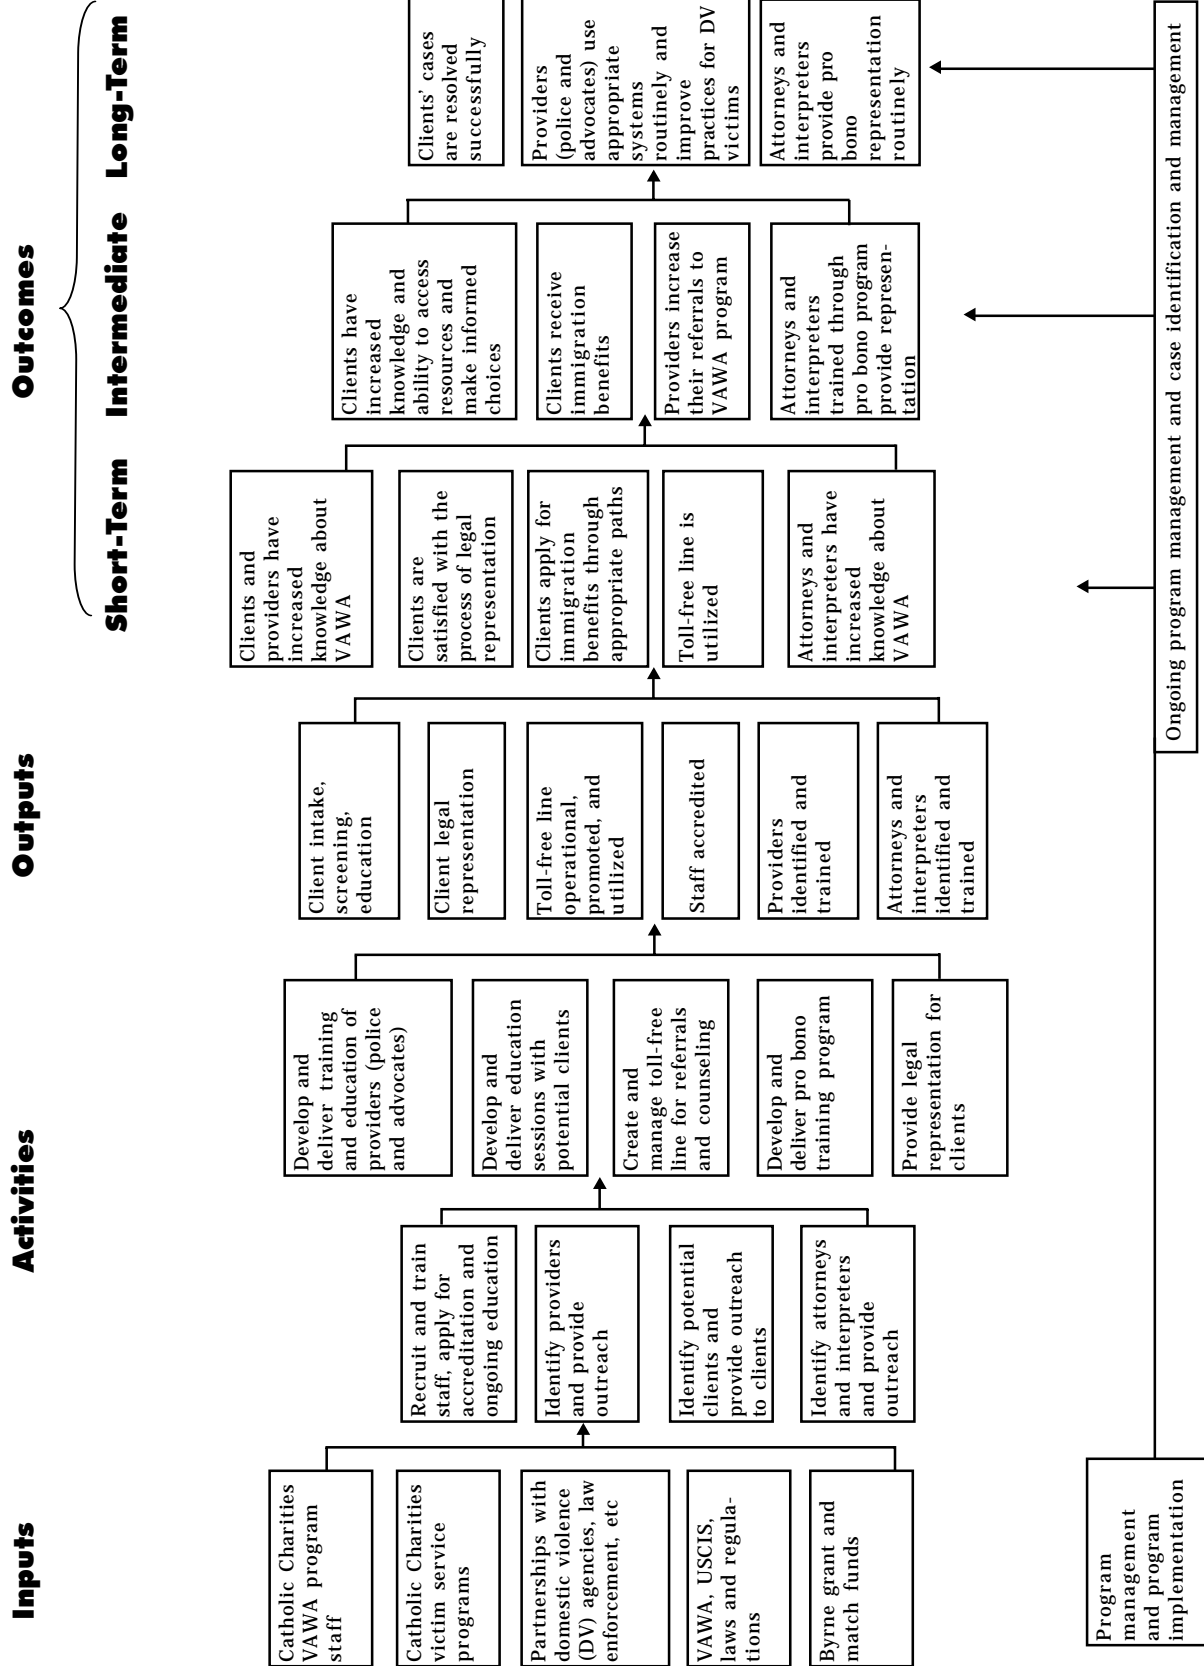 Inputs
Activities
Outputs
Outcomes
Short-Term
Intermediate
Long-Term
Catholic Charities
VAWA program
staff
Catholic Charities
victim service
programs
Partnerships with
domestic violence
(DV) agencies, law
enforcement, etc
VAWA, USCIS,
laws and regula-
tions
Byrne grant and
match funds
Program
management
and program
implementation
Recruit and train
staff, apply for
accreditation and
ongoing education
Identify providers
and provide
outreach
Identify potential
clients and
provide outreach
to clients
Identify attorneys
and interpreters
and provide
outreach
Develop and
deliver training
and education of
providers (police
and advocates)
Develop and
deliver education
sessions with
potential clients
Create and
manage toll-free
line for referrals
and counseling
Develop and
deliver pro bono
training program
Provide legal
representation for
clients
Client intake,
screening,
education
Client legal
representation
Toll-free line
operational,
promoted, and
utilized
Staff accredited
Providers
identified and
trained
Attorneys and
interpreters
identified and
trained
Clients and
providers have
increased
knowledge about
VAWA
Clients are
satisfied with the
process of legal
representation
Clients apply for
immigration
benefits through
appropriate paths
Toll-free line is
utilized
Attorneys and
interpreters have
increased
knowledge about
VAWA
Clients have
increased
knowledge and
ability to access
resources and
make informed
choices
Clients receive
immigration
benefits
Providers increase
their referrals to
VAWA program
Attorneys and
interpreters
trained through
pro bono program
provide represen-
tation
Clients' cases
are resolved
successfully
Providers
(police and
advocates) use
appropriate
systems
routinely and
improve
practices for DV
victims
Attorneys and
interpreters
provide pro
bono
representation
routinely
Ongoing program management and case identification and management